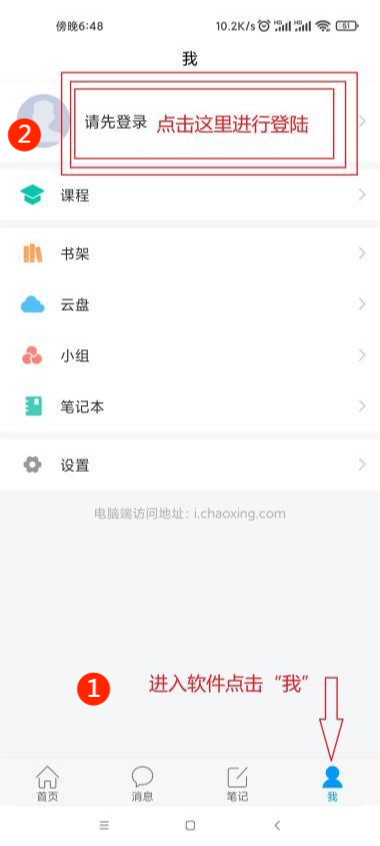 傍晚6:48 10.2K/s HD HD 51
我
2
请先登录 点击这里进行登陆
课程
书架
云盘
小组
笔记本
设置
电脑端访问地址：i.chaoxing.com
1 进入软件点击“我”
首页 消息 笔记 我